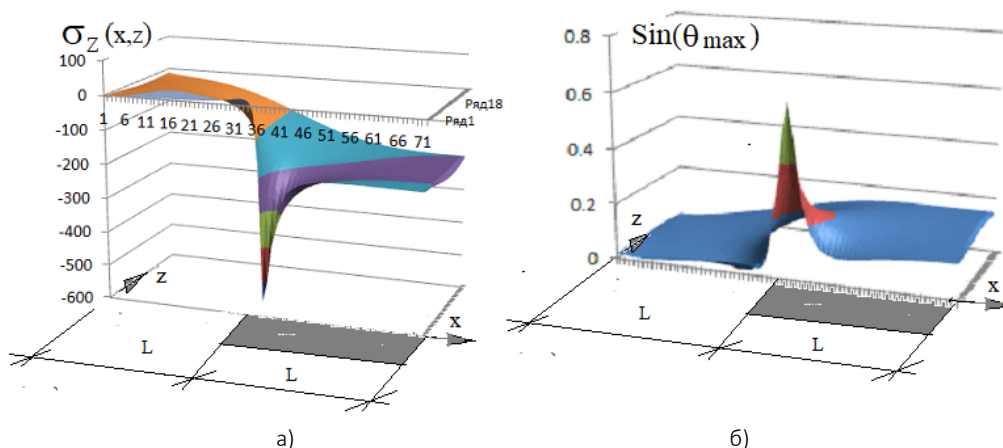 σZ (x,z)
100
0
-100
-200
-300
-400
-500
-600
1 6 11 16 21 26 31 36 41 46 51 56 61 66 71
Ряд18
Ряд1
z
x
L
L
а)
Sin(θmax)
0.8
0.6
0.4
0.2
0
z
x
L
L
б)